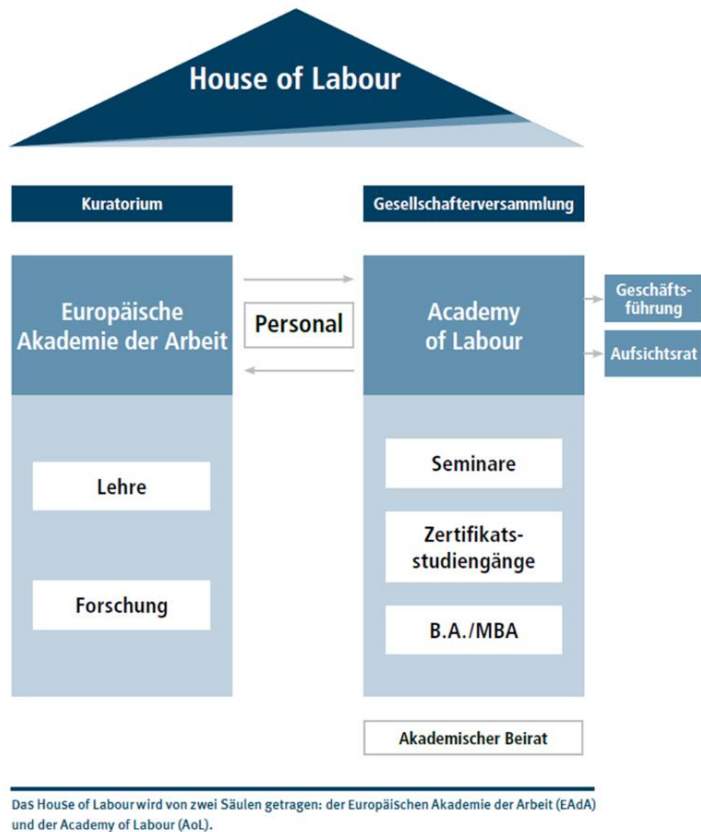 House of Labour
Kuratorium
Gesellschafterversammlung
Europäische
Akademie der Arbeit
Personal
Academy
of Labour
Geschäfts-
führung
Aufsichtsrat
Lehre
Forschung
Seminare
Zertifikats-
studiengänge
B.A./MBA
Akademischer Beirat
Das House of Labour wird von zwei Säulen getragen: der Europäischen Akademie der Arbeit (EAdA)
und der Academy of Labour (AoL).